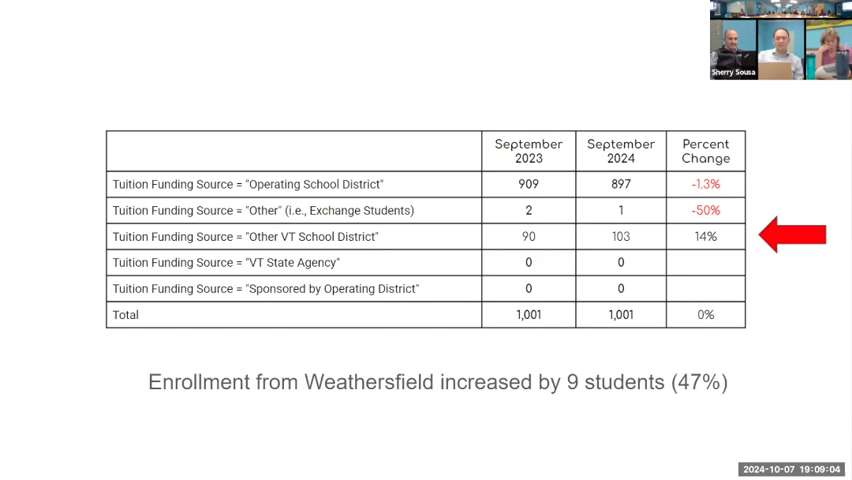 Sherry Sousa
September 2023 September 2024 Percent Change
Tuition Funding Source = "Operating School District" 909 897 -1.3%
Tuition Funding Source = "Other" (i.e., Exchange Students) 2 1 -50%
Tuition Funding Source = "Other VT School District" 90 103 14%
Tuition Funding Source = "VT State Agency" 0 0
Tuition Funding Source = "Sponsored by Operating District" 0 0
Total 1,001 1,001 0%
Enrollment from Weathersfield increased by 9 students (47%)
2024-10-07 19:09:04